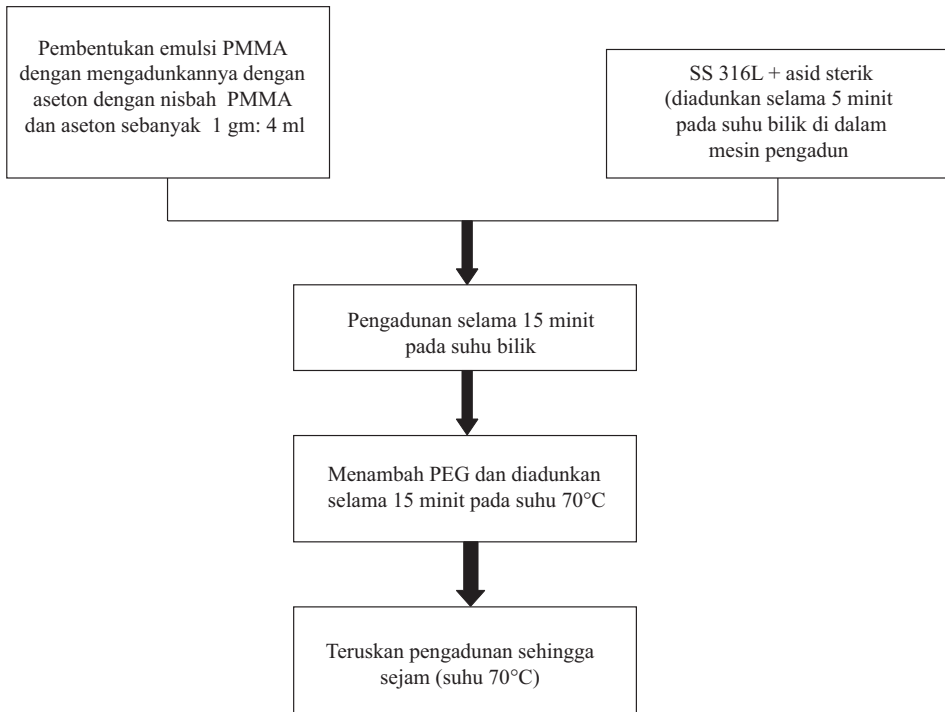 Pembentukan emulsi PMMA
dengan mengadunkannya dengan
aseton dengan nisbah PMMA
dan aseton sebanyak 1 gm: 4 ml
SS 316L + asid sterik
(diadunkan selama 5 minit
pada suhu bilik di dalam
mesin pengadun
Pengadunan selama 15 minit
pada suhu bilik
Menambah PEG dan diadunkan
selama 15 minit pada suhu 70°C
Teruskan pengadunan sehingga
sejam (suhu 70°C)